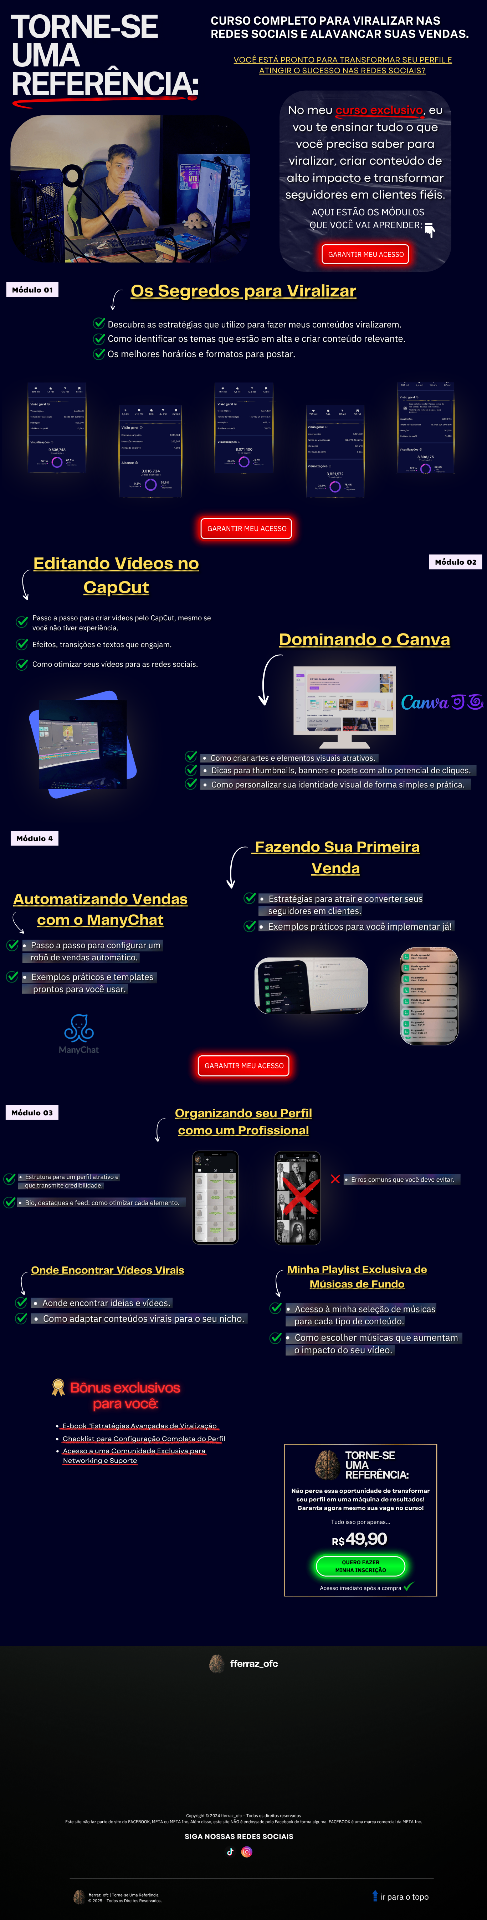 TORNE-SE
UMA
REFERÊNCIA:
CURSO COMPLETO PARA VIRALIZAR NAS
REDES SOCIAIS E ALAVANCAR SUAS VENDAS.
VOCÊ ESTÁ PRONTO PARA TRANSFORMAR SEU PERFIL E
ATINGIR O SUCESSO NAS REDES SOCIAIS?
No meu curso exclusivo, eu
vou te ensinar tudo o que
você precisa saber para
viralizar, criar conteúdo de
alto impacto e transformar
seguidores em clientes fiéis.
AQUI ESTÃO OS MÓDULOS
QUE VOCÊ VAI APRENDER:
GARANTIR MEU ACESSO
Módulo 01
Os Segredos para Viralizar
Descubra as estratégias que utilizo para fazer meus conteúdos viralizarem.
Como identificar os temas que estão em alta e criar conteúdo relevante.
Os melhores horários e formatos para postar.
GARANTIR MEU ACESSO
Editando Vídeos no
CapCut
Módulo 02
Passo a passo para criar vídeos pelo CapCut, mesmo se
você não tiver experiência.
Efeitos, transições e textos que engajam.
Como otimizar seus vídeos para as redes sociais.
Dominando o Canva
Canva
• Como criar artes e elementos visuais atrativos.
• Dicas para thumbnails, banners e posts com alto potencial de cliques.
• Como personalizar sua identidade visual de forma simples e prática.
Módulo 4
Fazendo Sua Primeira
Venda
• Estratégias para atrair e converter seus
seguidores em clientes.
• Exemplos práticos para você implementar já!
Automatizando Vendas
com o ManyChat
• Passo a passo para configurar um
robô de vendas automático.
• Exemplos práticos e templates
prontos para você usar.
ManyChat
GARANTIR MEU ACESSO
Módulo 03
Organizando seu Perfil
como um Profissional
• Estrutura para um perfil atrativo e
que transmite credibilidade.
• Bio, destaques e feed: como otimizar cada elemento.
• Erros comuns que você deve evitar.
Onde Encontrar Vídeos Virais
• Aonde encontrar ideias e vídeos.
• Como adaptar conteúdos virais para o seu nicho.
Minha Playlist Exclusiva de
Músicas de Fundo
• Acesso à minha seleção de músicas
para cada tipo de conteúdo.
• Como escolher músicas que aumentam
o impacto do seu vídeo.
Bônus exclusivos
para você:
• E-book "Estratégias Avançadas de Viralização
• Checklist para Configuração Completa do Perfil
• Acesso a uma Comunidade Exclusiva para
Networking e Suporte
TORNE-SE
UMA
REFERÊNCIA:
Não perca essa oportunidade de transformar
seu perfil em uma máquina de resultados!
Garanta agora mesmo sua vaga no curso!
Tudo isso por apenas...
R$49,90
QUERO FAZER
MINHA INSCRIÇÃO
Acesso imediato após a compra
fferraz_ofc
SIGA NOSSAS REDES SOCIAIS
fferraz_ofc | Torne-se Uma Referência
ir para o topo